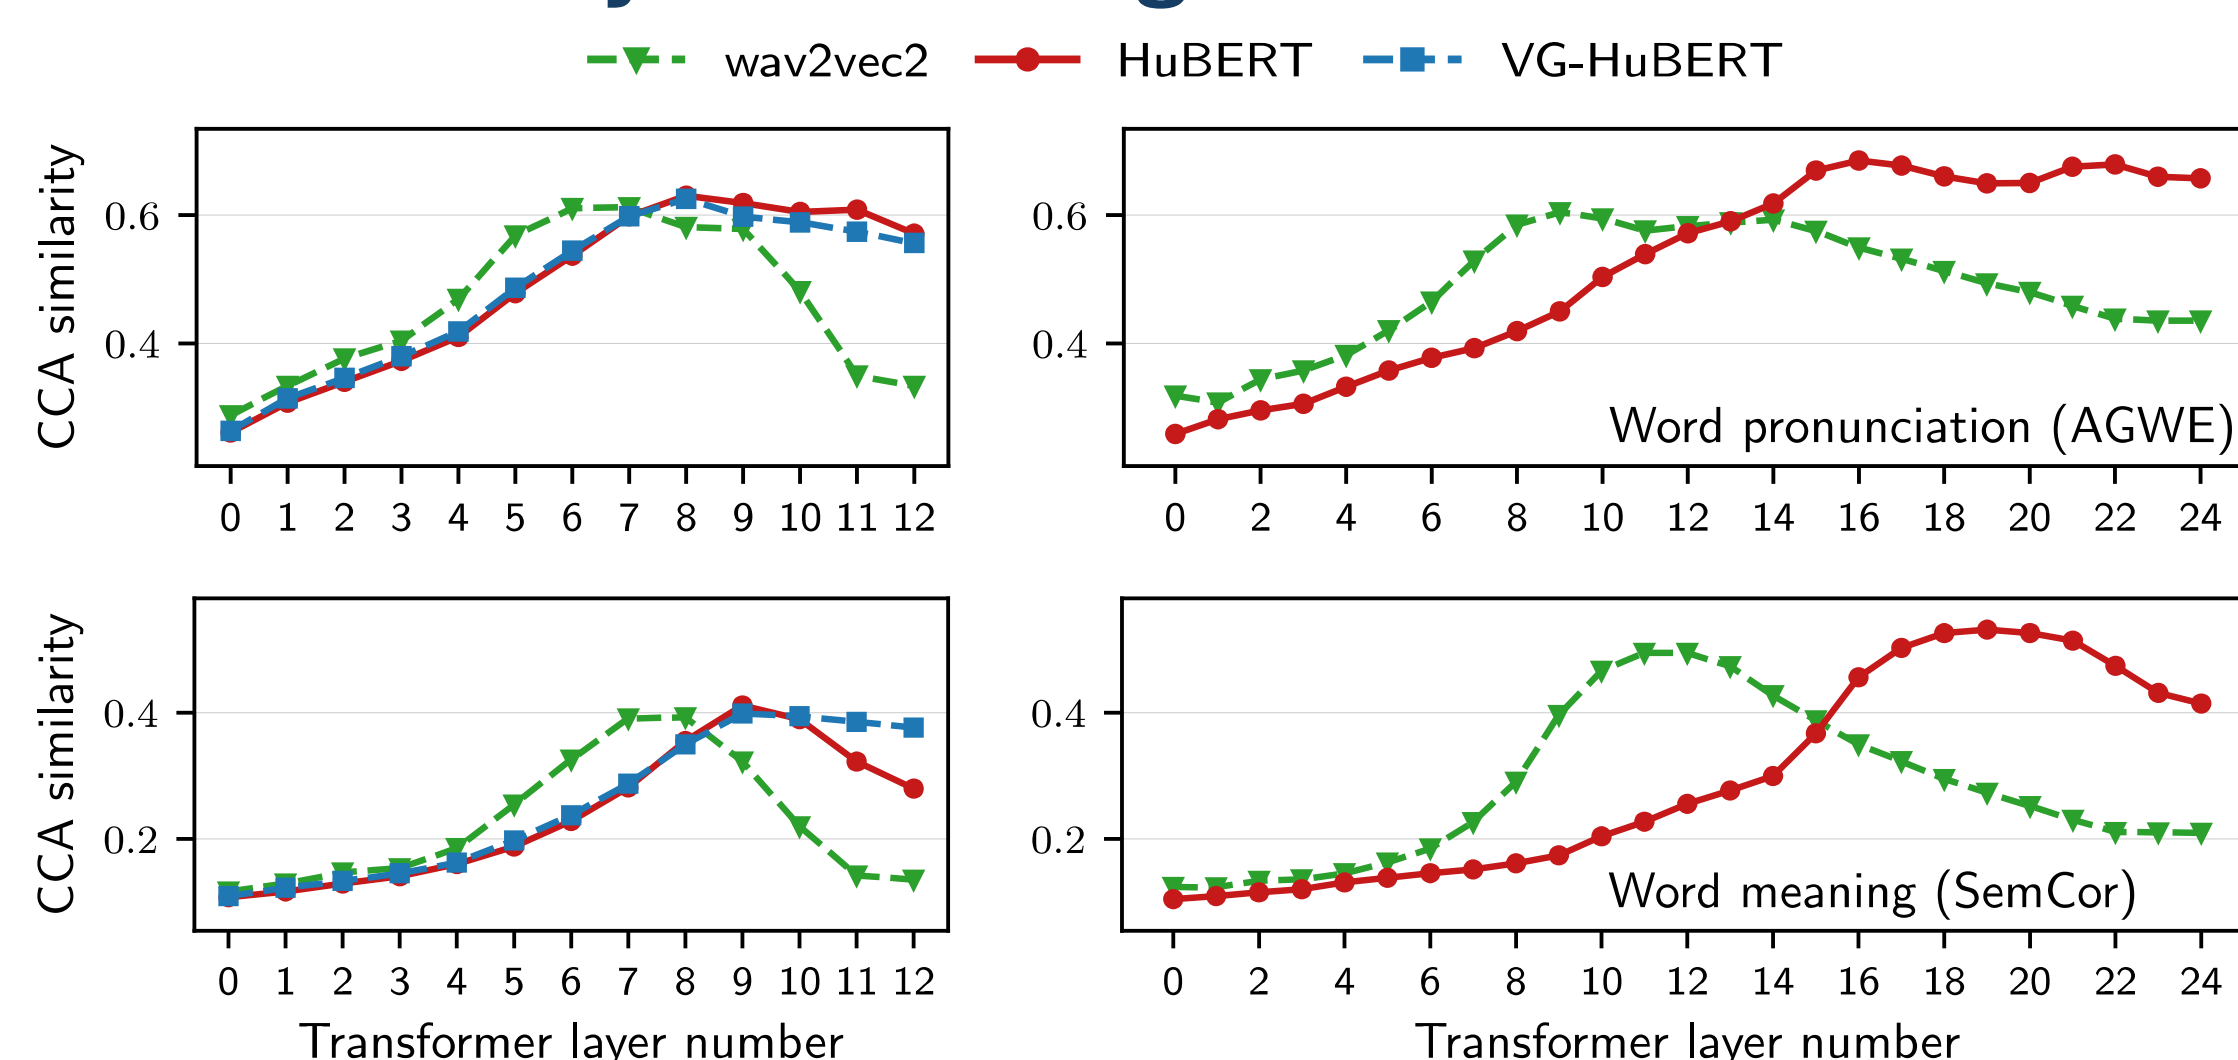 wav2vec2 HuBERT VG-HuBERT
CCA similarity
0.6
0.4
0 1 2 3 4 5 6 7 8 9 10 11 12
0.6
0.4
Word pronunciation (AGWE)
0 2 4 6 8 10 12 14 16 18 20 22 24
CCA similarity
0.4
0.2
0 1 2 3 4 5 6 7 8 9 10 11 12
Transformer layer number
0.4
0.2
Word meaning (SemCor)
0 2 4 6 8 10 12 14 16 18 20 22 24
Transformer layer number